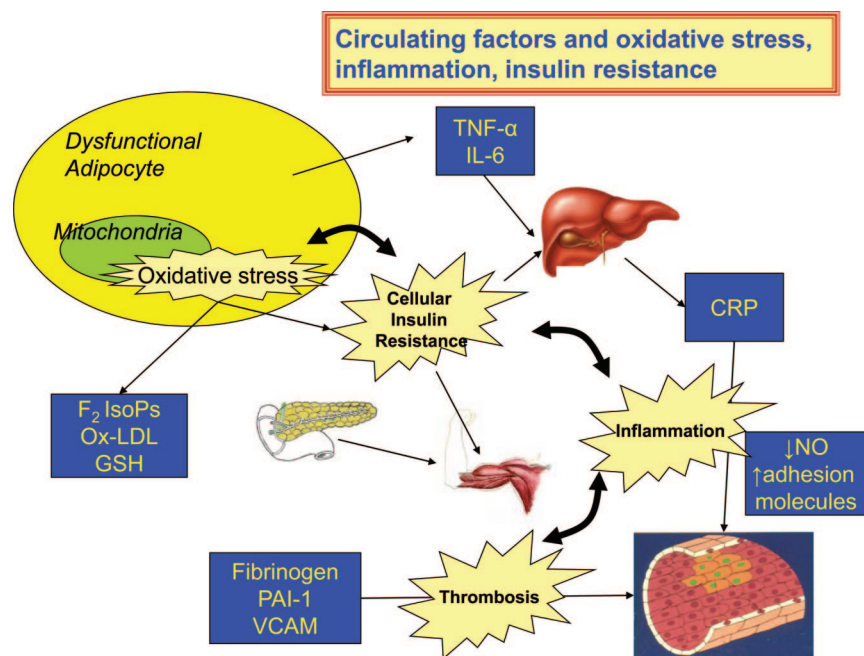 Circulating factors and oxidative stress,
inflammation, insulin resistance
Dysfunctional
Adipocyte
TNF-α
IL-6
Mitochondria
Oxidative stress
Cellular
Insulin
Resistance
CRP
F₂ IsoPs
Ox-LDL
GSH
Inflammation
↓NO
↑adhesion
molecules
Fibrinogen
PAI-1
VCAM
Thrombosis